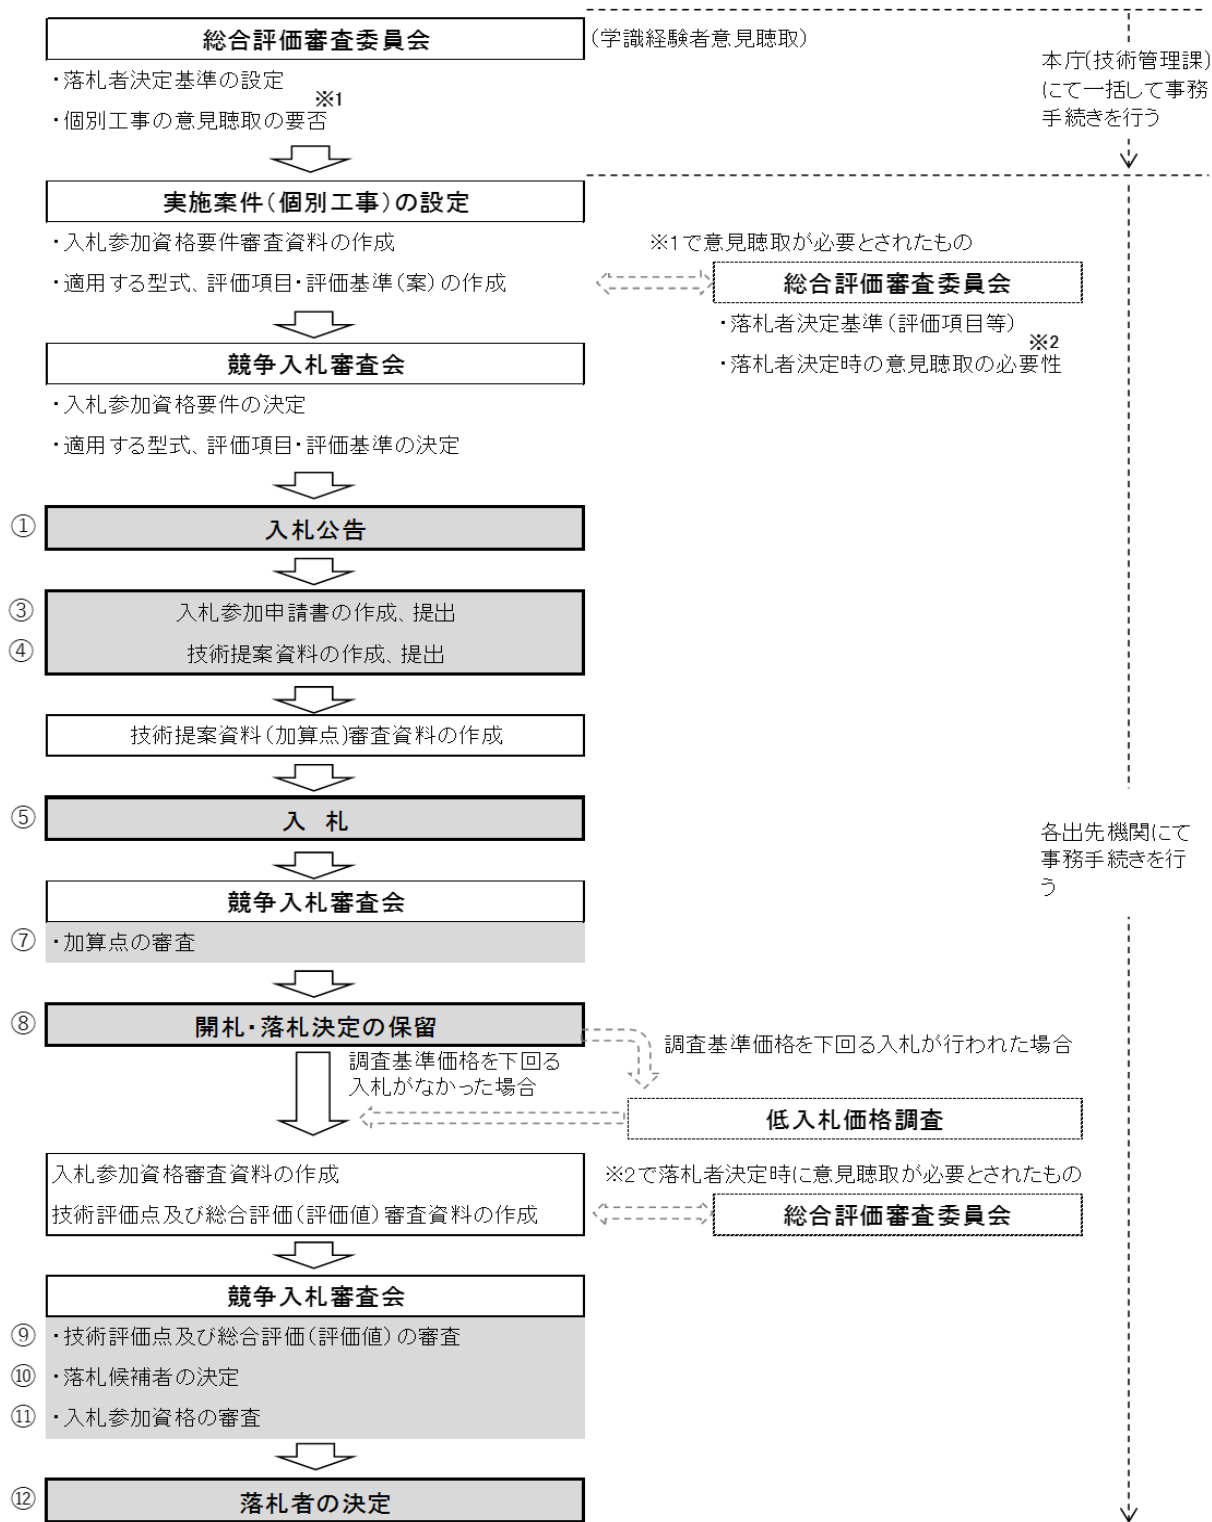 総合評価審査委員会
(学識経験者意見聴取)
・落札者決定基準の設定
・個別工事の意見聴取の要否
※1
本庁(技術管理課)
にて一括して事務
手続きを行う
実施案件(個別工事)の設定
・入札参加資格要件審査資料の作成
・適用する型式、評価項目・評価基準(案)の作成
※1で意見聴取が必要とされたもの
総合評価審査委員会
・落札者決定基準(評価項目等)
※2
・落札者決定時の意見聴取の必要性
競争入札審査会
・入札参加資格要件の決定
・適用する型式、評価項目・評価基準の決定
① 入札公告
③ 入札参加申請書の作成、提出
④ 技術提案資料の作成、提出
技術提案資料(加算点)審査資料の作成
⑤ 入 札
各出先機関にて
事務手続きを行
う
競争入札審査会
⑦ ・加算点の審査
⑧ 開札・落札決定の保留
調査基準価格を下回る
入札がなかった場合
調査基準価格を下回る入札が行われた場合
低入札価格調査
入札参加資格審査資料の作成
技術評価点及び総合評価(評価値)審査資料の作成
※2で落札者決定時に意見聴取が必要とされたもの
総合評価審査委員会
競争入札審査会
⑨ ・技術評価点及び総合評価(評価値)の審査
⑩ ・落札候補者の決定
⑪ ・入札参加資格の審査
⑫ 落札者の決定